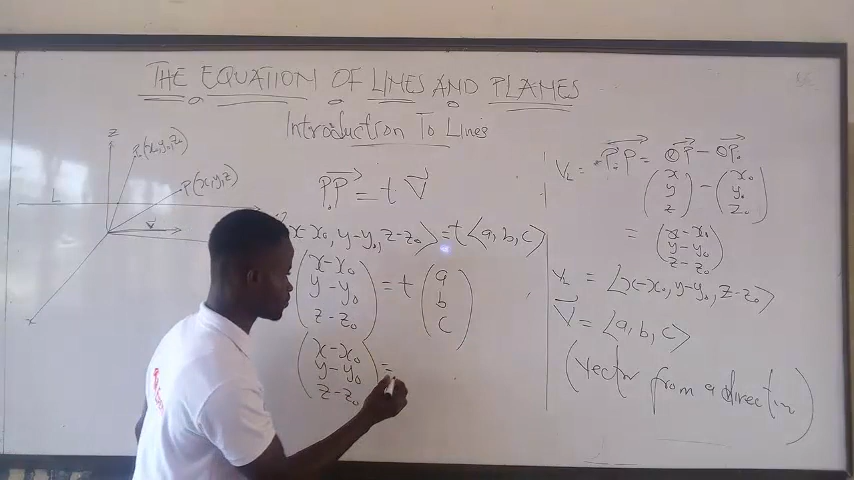 THE EQUATION OF LINES AND PLANES
Introduction To Lines
z
P₀(x₀,y₀,z₀)
P(x,y,z)
L
v⃗
x
P₀P = t V
x-x₀, y-y₀, z-z₀> = t<a, b, c>
(x-x₀
y-y₀
z-z₀) = t (a
b
c)
(x-x₀
y-y₀
z-z₀) =
V_L = P₀P = OP - OP₀
(x
y
z) - (x₀
y₀
z₀)
= (x-x₀
y-y₀
z-z₀)
V_L = <x-x₀, y-y₀, z-z₀>
V = <a, b, c>
(vector from a direction)